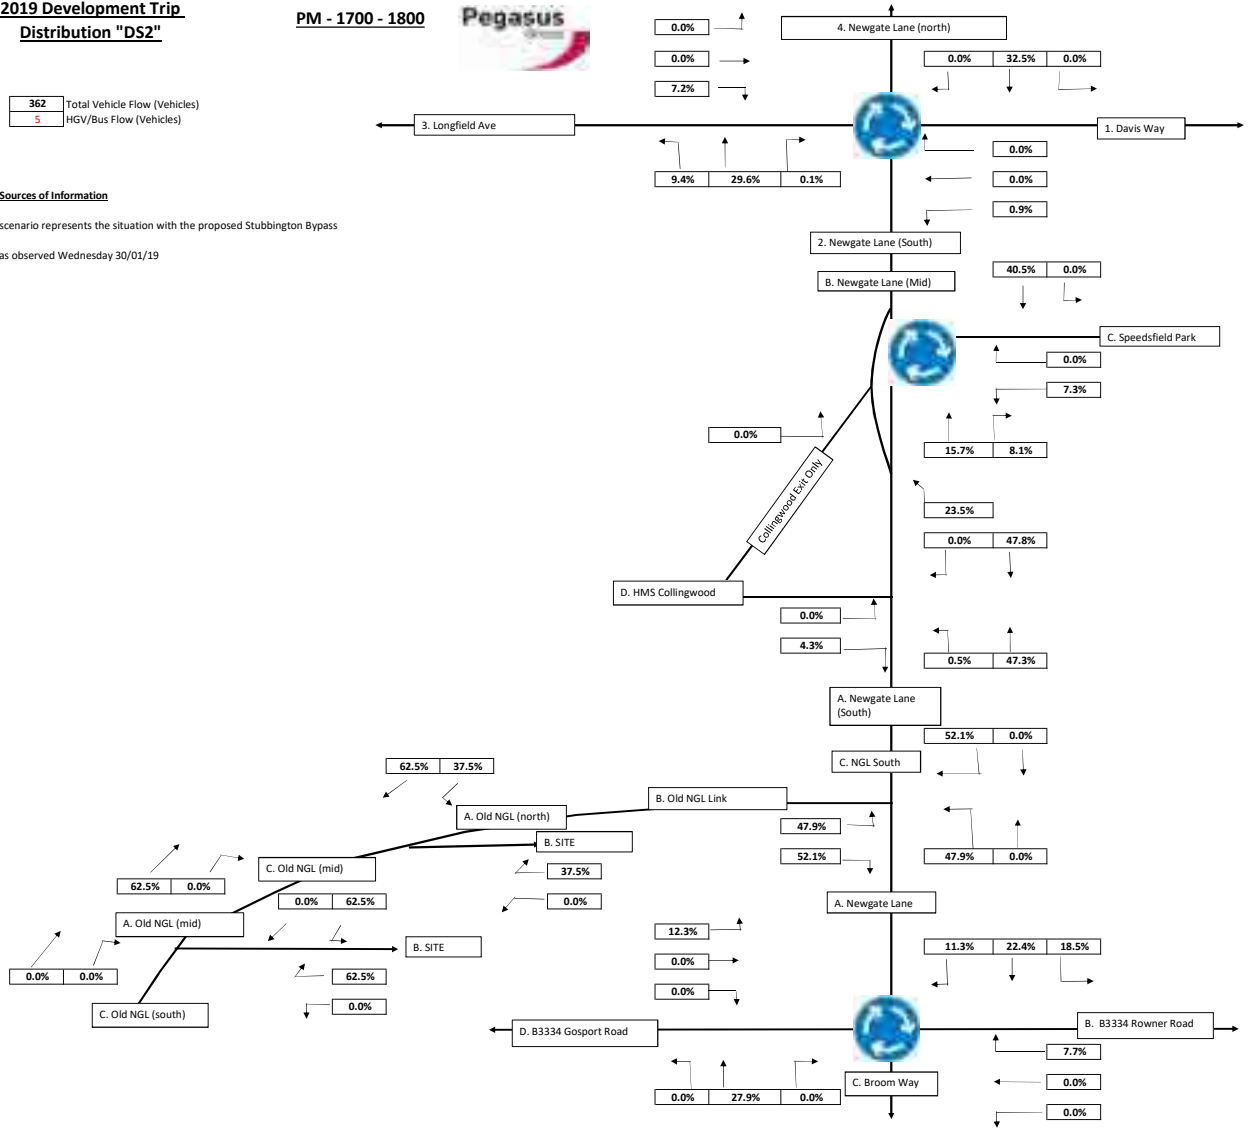 2019 Development Trip
Distribution "DS2"
PM - 1700 - 1800
Pegasus
362 Total Vehicle Flow (Vehicles)
5 HGV/Bus Flow (Vehicles)
Sources of Information
scenario represents the situation with the proposed Stubbington Bypass
as observed Wednesday 30/01/19
0.0%
0.0%
7.2%
4. Newgate Lane (north)
0.0% 32.5% 0.0%
3. Longfield Ave
1. Davis Way
9.4% 29.6% 0.1%
0.0%
0.0%
0.9%
2. Newgate Lane (South)
B. Newgate Lane (Mid)
40.5% 0.0%
C. Speedsfield Park
0.0%
7.3%
0.0%
15.7% 8.1%
Collingwood Exit Only
23.5%
0.0% 47.8%
D. HMS Collingwood
0.0%
4.3%
0.5% 47.3%
A. Newgate Lane
(South)
52.1% 0.0%
C. NGL South
62.5% 37.5%
B. Old NGL Link
A. Old NGL (north)
47.9%
52.1%
47.9% 0.0%
B. SITE
C. Old NGL (mid)
37.5%
0.0%
62.5% 0.0%
0.0% 62.5%
A. Newgate Lane
A. Old NGL (mid)
B. SITE
0.0% 0.0%
62.5%
0.0%
C. Old NGL (south)
12.3%
0.0%
0.0%
11.3% 22.4% 18.5%
D. B3334 Gosport Road
B. B3334 Rowner Road
C. Broom Way
0.0% 27.9% 0.0%
7.7%
0.0%
0.0%